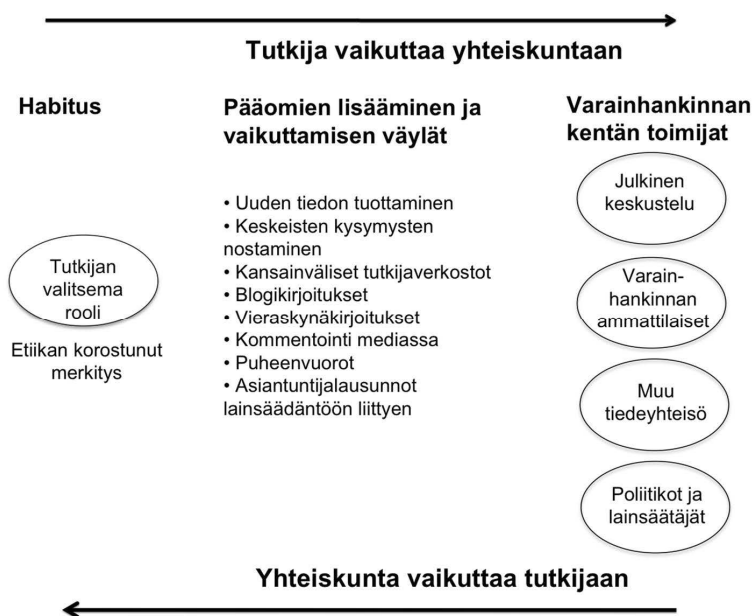 Tutkija vaikuttaa yhteiskuntaan
Habitus
Tutkijan
valitsema
rooli
Etiikan korostunut
merkitys
Pääomien lisääminen ja
vaikuttamisen väylät
• Uuden tiedon tuottaminen
• Keskeisten kysymysten
nostaminen
• Kansainväliset tutkijaverkostot
• Blogikirjoitukset
• Vieraskynäkirjoitukset
• Kommentointi mediassa
• Puheenvuorot
• Asiantuntijalausunnot
lainsäädäntöön liittyen
Varainhankinnan
kentän toimijat
Julkinen
keskustelu
Varain-
hankinnan
ammattilaiset
Muu
tiedeyhteisö
Poliitikot ja
lainsäätäjät
Yhteiskunta vaikuttaa tutkijaan